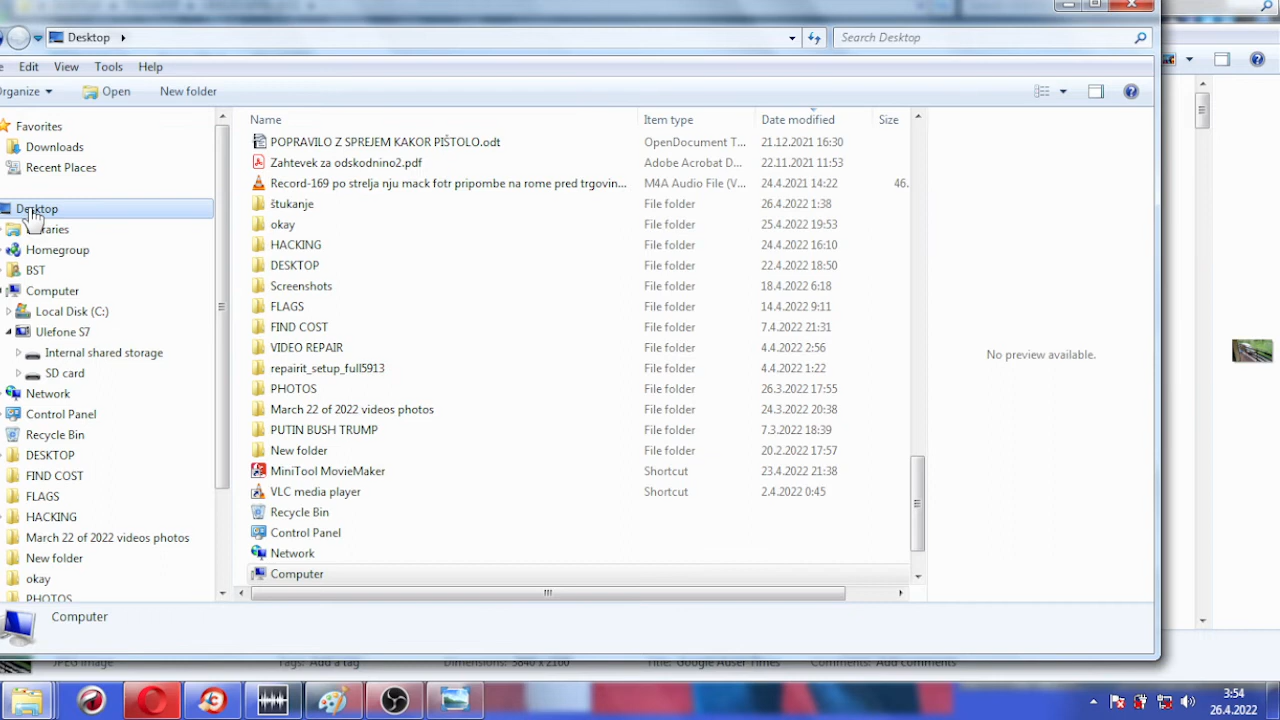 Desktop
Search Desktop
Edit View Tools Help
Organize Open New folder
Name Item type Date modified Size
Favorites
Downloads
Recent Places
Desktop
Libraries
Homegroup
BST
Computer
Local Disk (C:)
Ulefone S7
Internal shared storage
SD card
Network
Control Panel
Recycle Bin
DESKTOP
FIND COST
FLAGS
HACKING
March 22 of 2022 videos photos
New folder
okay
PHOTOS
POPRAVILO Z SPREJEM KAKOR PIŠTOLO.odt OpenDocument T... 21.12.2021 16:30
Zahtevek za odskodnino2.pdf Adobe Acrobat D... 22.11.2021 11:53
Record-169 po strelja nju mack fotr pripombe na rome pred trgovin... M4A Audio File (V... 24.4.2021 14:22 46.
štukanje File folder 26.4.2022 1:38
okay File folder 25.4.2022 19:53
HACKING File folder 24.4.2022 16:10
DESKTOP File folder 22.4.2022 18:50
Screenshots File folder 18.4.2022 6:18
FLAGS File folder 14.4.2022 9:11
FIND COST File folder 7.4.2022 21:31
VIDEO REPAIR File folder 4.4.2022 2:56
repairit_setup_full5913 File folder 4.4.2022 1:22
PHOTOS File folder 26.3.2022 17:55
March 22 of 2022 videos photos File folder 24.3.2022 20:38
PUTIN BUSH TRUMP File folder 7.3.2022 18:39
New folder File folder 20.2.2022 17:57
MiniTool MovieMaker Shortcut 23.4.2022 21:38
VLC media player Shortcut 2.4.2022 0:45
Recycle Bin
Control Panel
Network
Computer
No preview available.
Computer
JPEG image Tags: Add a tag Dimensions: 3840 x 2160 Comments: Add comments
3:54
26.4.2022